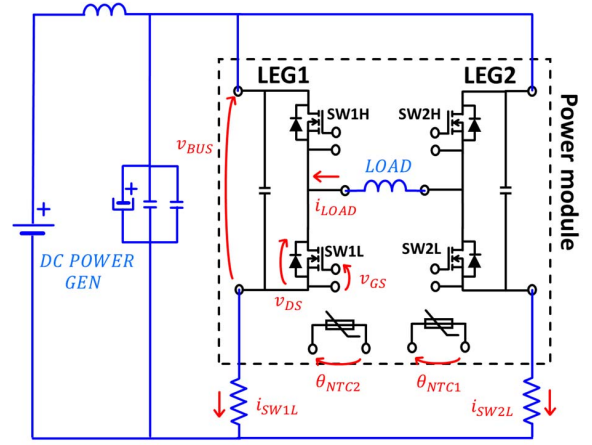 LEG1
LEG2
SW1H
SW2H
v_BUS
LOAD
i_LOAD
Power module
+
+
DC POWER
GEN
SW1L
SW2L
v_GS
v_DS
θ_NTC2
θ_NTC1
i_SW1L
i_SW2L